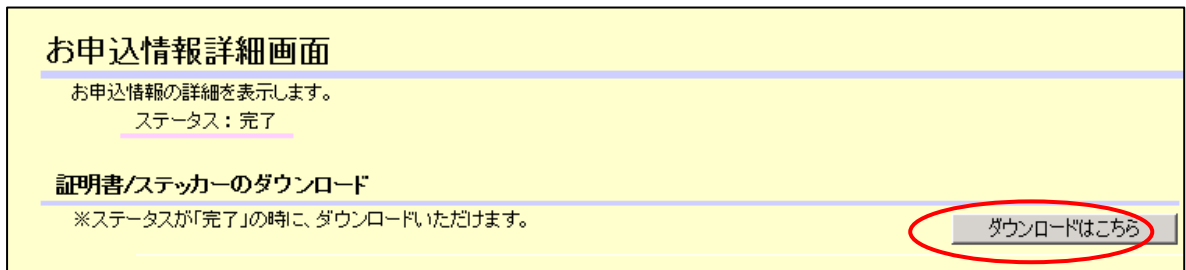 お申込情報詳細画面
お申込情報の詳細を表示します。
ステータス：完了
証明書/ステッカーのダウンロード
※ステータスが「完了」の時に、ダウンロードいただけます。
ダウンロードはこちら